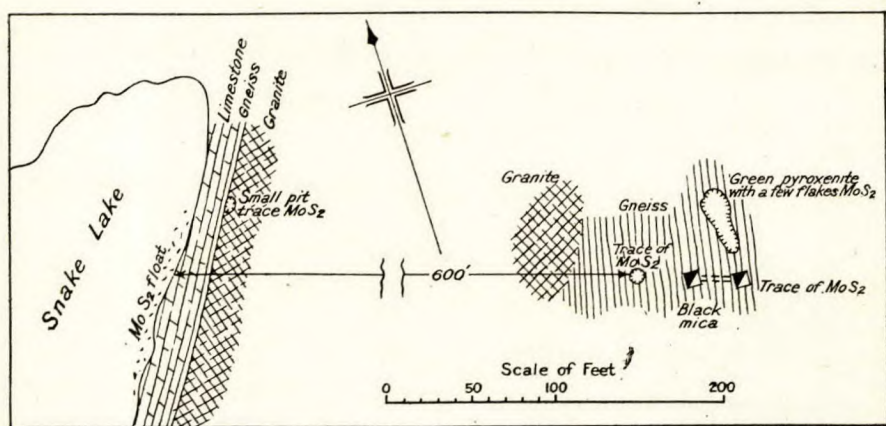 Limestone
Gneiss
Granite
Small pit
trace MoS₂
Snake Lake
MoS₂ float
600'
Granite
Gneiss
Trace of
MoS₂
Green pyroxenite
with a few flakes MoS₂
Black
mica
Trace of MoS₂
Scale of Feet
0 50 100 200